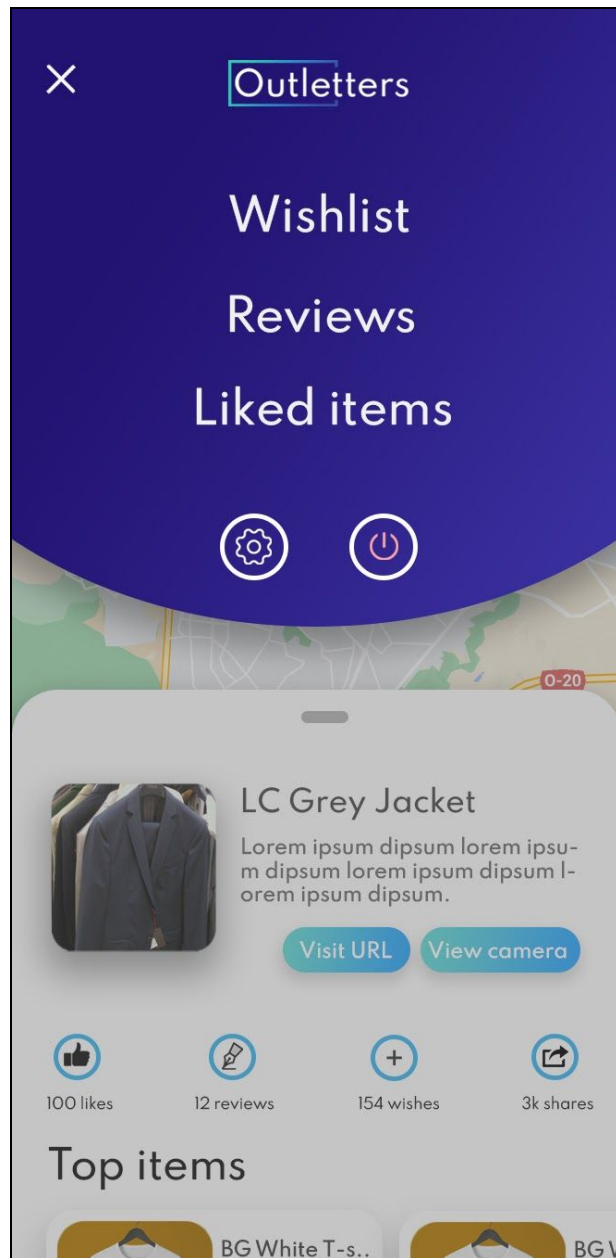 Outletters
Wishlist
Reviews
Liked items
O-20
LC Grey Jacket
Lorem ipsum dipsum lorem ipsu-
m dipsum lorem ipsum dipsum l-
orem ipsum dipsum.
Visit URL View camera
100 likes 12 reviews 154 wishes 3k shares
Top items
BG White T-s.. BG